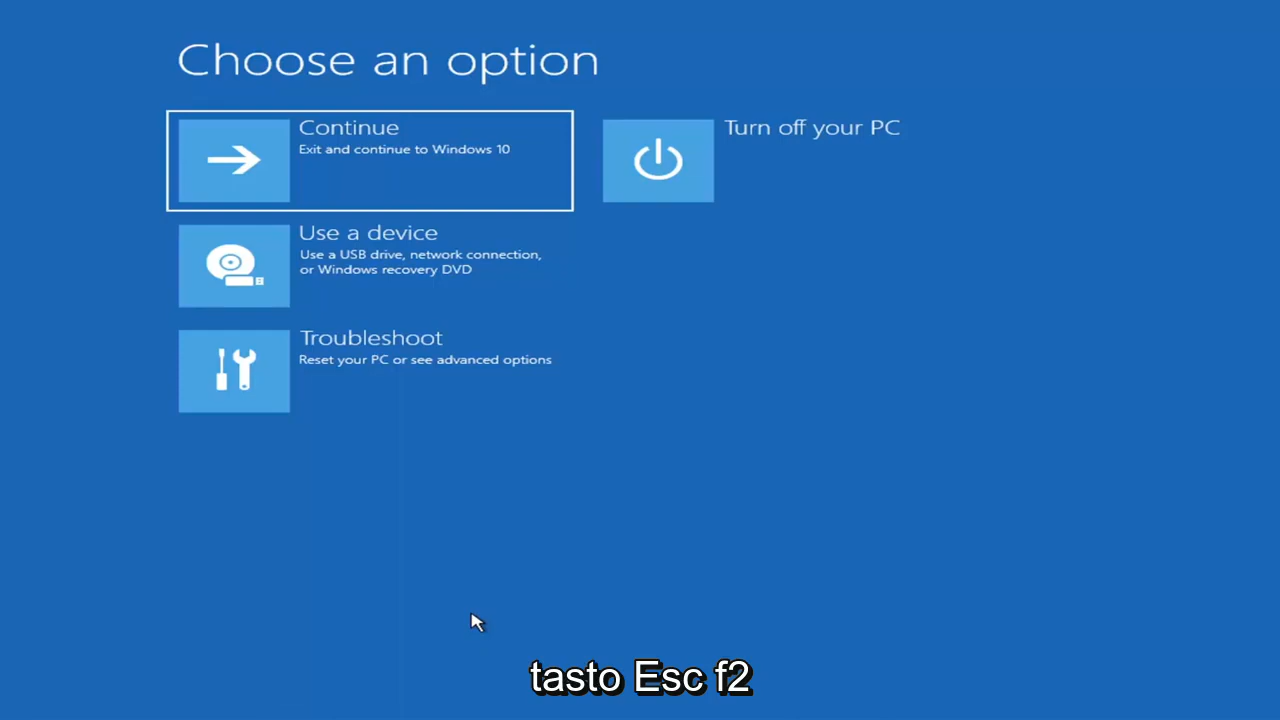 Choose an option
Continue
Exit and continue to Windows 10
Turn off your PC
Use a device
Use a USB drive, network connection,
or Windows recovery DVD
Troubleshoot
Reset your PC or see advanced options
tasto Esc f2